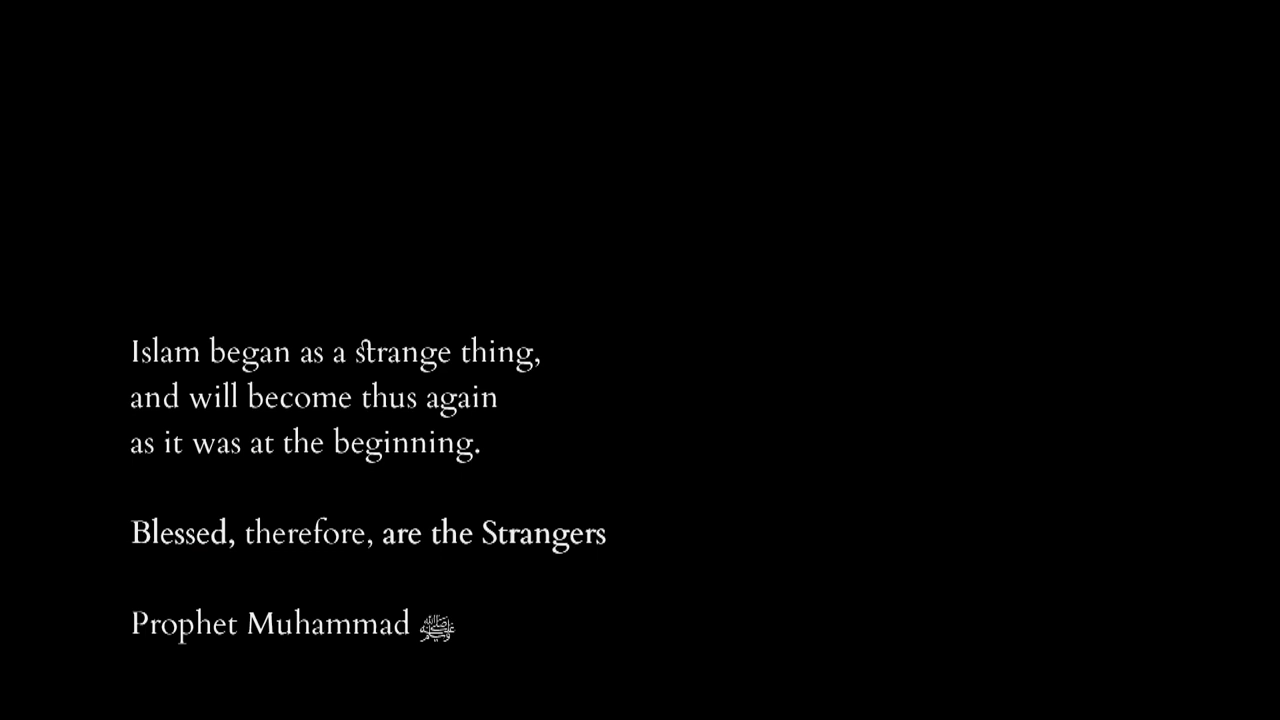 Islam began as a strange thing,
and will become thus again
as it was at the beginning.
Blessed, therefore, are the Strangers
Prophet Muhammad ﷺ